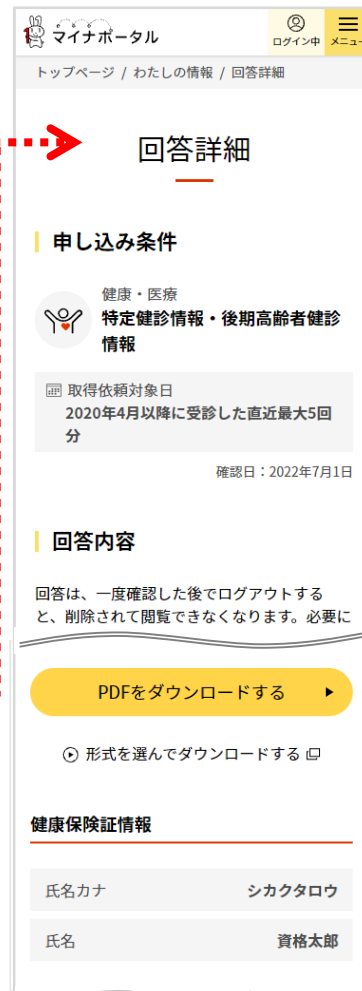 マイナポータル
ログイン中
メニュー
トップページ / わたしの情報 / 回答詳細
回答詳細
申し込み条件
健康・医療
特定健診情報・後期高齢者健診
情報
取得依頼対象日
2020年4月以降に受診した直近最大5回
分
確認日：2022年7月1日
回答内容
回答は、一度確認した後でログアウトする
と、削除されて閲覧できなくなります。必要に
PDFをダウンロードする
形式を選んでダウンロードする
健康保険証情報
氏名カナ
シカクタロウ
氏名
資格太郎